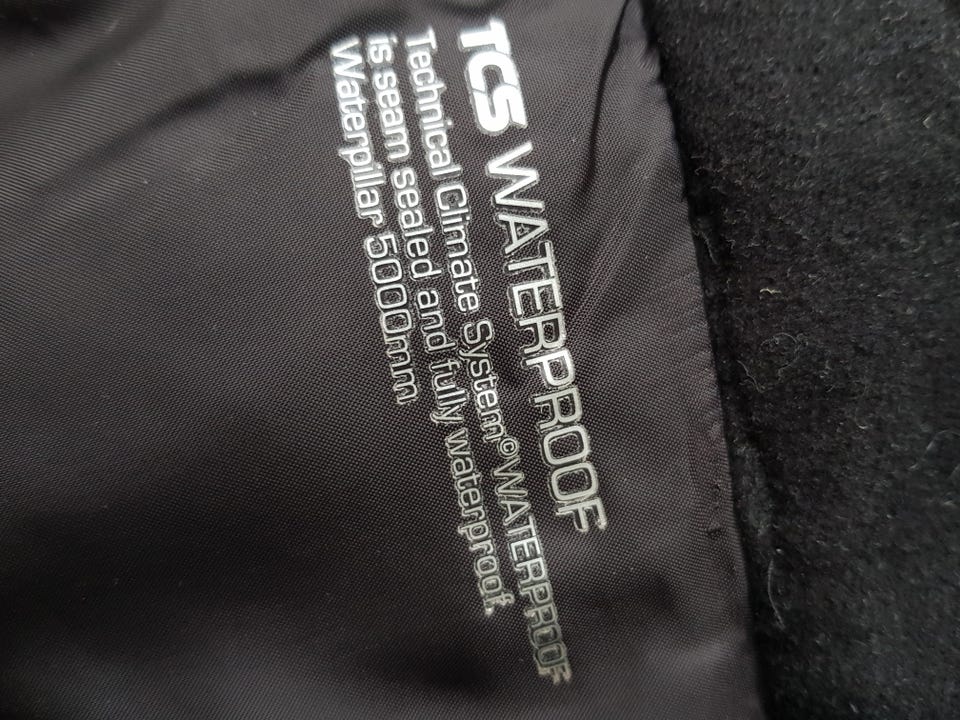 TCS WATERPROOF
Technical Climate System©WATERPROOF
is seam sealed and fully waterproof.
Waterpillar 5000mm